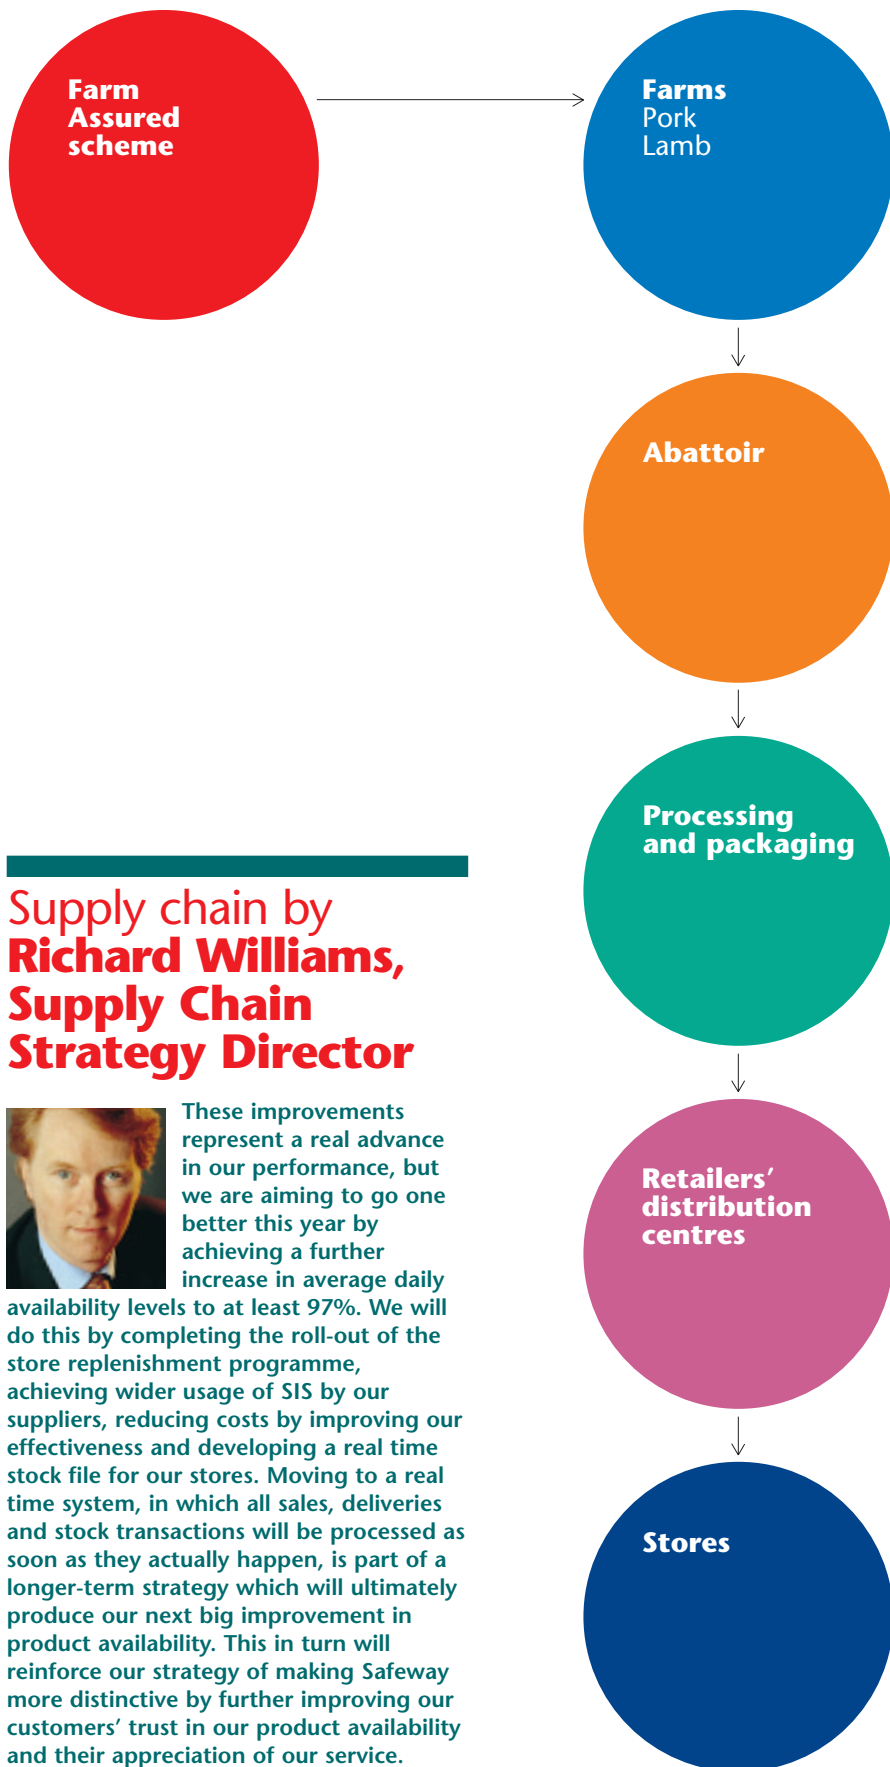 Farm
Assured
scheme
Farms
Pork
Lamb
Abattoir
Processing
and packaging
Retailers’
distribution
centres
Stores
Supply chain by
Richard Williams,
Supply Chain
Strategy Director
These improvements
represent a real advance
in our performance, but
we are aiming to go one
better this year by
achieving a further
increase in average daily
availability levels to at least 97%. We will
do this by completing the roll-out of the
store replenishment programme,
achieving wider usage of SIS by our
suppliers, reducing costs by improving our
effectiveness and developing a real time
stock file for our stores. Moving to a real
time system, in which all sales, deliveries
and stock transactions will be processed as
soon as they actually happen, is part of a
longer-term strategy which will ultimately
produce our next big improvement in
product availability. This in turn will
reinforce our strategy of making Safeway
more distinctive by further improving our
customers’ trust in our product availability
and their appreciation of our service.